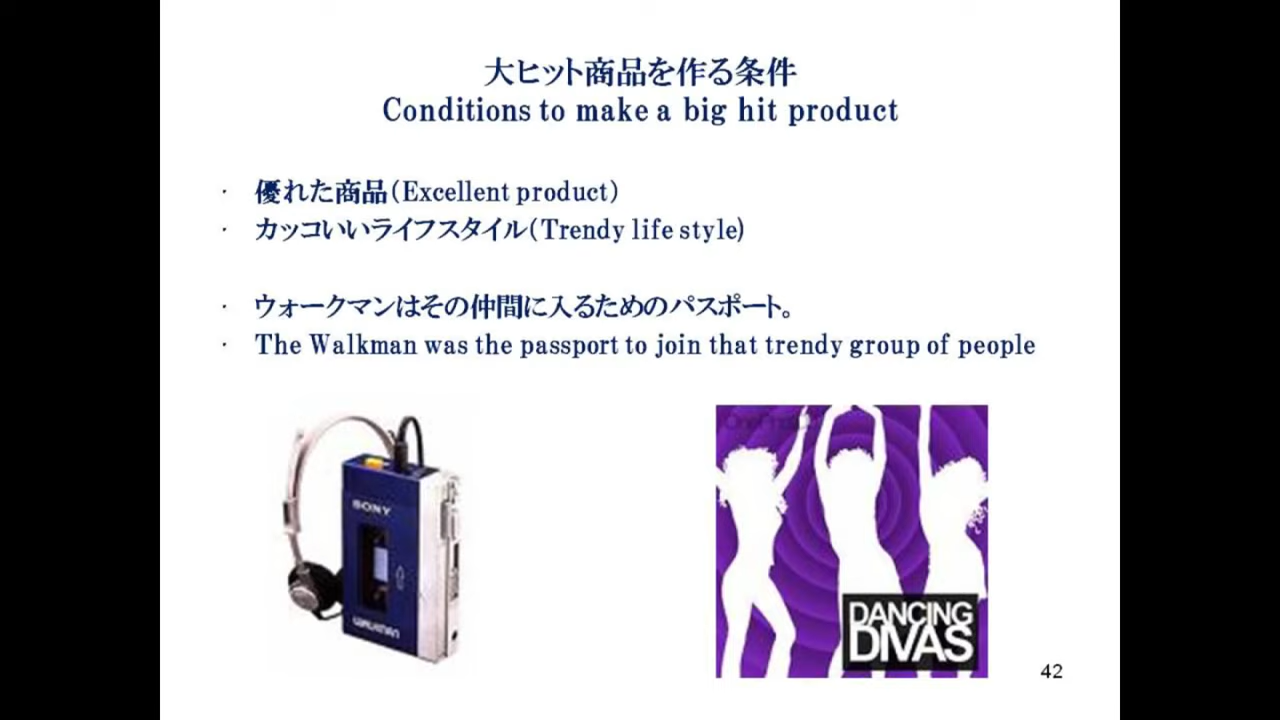 大ヒット商品を作る条件
Conditions to make a big hit product
・ 優れた商品(Excellent product)
・ カッコいいライフスタイル(Trendy life style)
・ ウォークマンはその仲間に入るためのパスポート。
・ The Walkman was the passport to join that trendy group of people
SONY
WALKMAN
DANCING
DIVAS
42